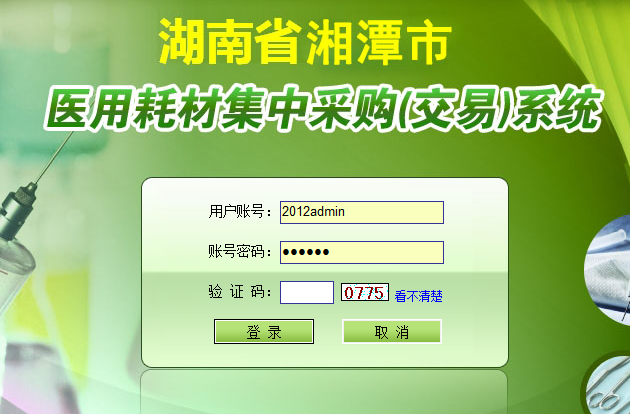 湖南省湘潭市
医用耗材集中采购(交易)系统
用户账号： 2012admin
账号密码： ●●●●●●
验 证 码： 0775 看不清楚
登 录 取 消